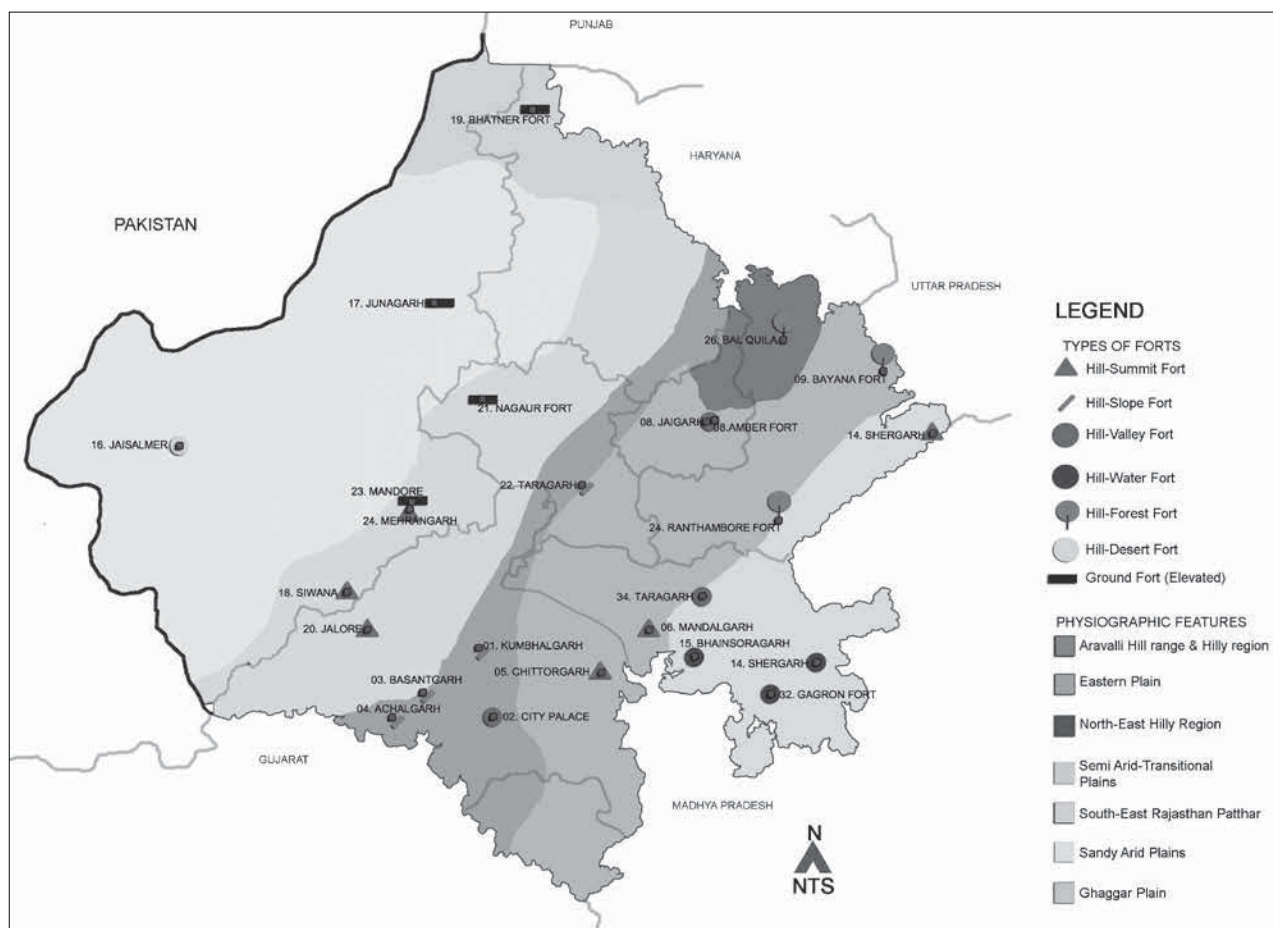 PUNJAB
19. BHATNER FORT
HARYANA
PAKISTAN
UTTAR PRADESH
17. JUNAGARH
26. BAL QUILA
09. BAYANA FORT
21. NAGAUR FORT
08. JAIGARH
08. AMBER FORT
14. SHERGARH
16. JAISALMER
22. TARAGARH
23. MANDORE
24. MEHRANGARH
24. RANTHAMBORE FORT
18. SIWANA
34. TARAGARH
20. JALORE
06. MANDALGARH
01. KUMBHALGARH
15. BHAINSORAGARH
05. CHITTORGARH
14. SHERGARH
03. BASANTGARH
32. GAGRON FORT
04. ACHALGARH
02. CITY PALACE
GUJARAT
MADHYA PRADESH
N
NTS
LEGEND
TYPES OF FORTS
Hill-Summit Fort
Hill-Slope Fort
Hill-Valley Fort
Hill-Water Fort
Hill-Forest Fort
Hill-Desert Fort
Ground Fort (Elevated)
PHYSIOGRAPHIC FEATURES
Aravalli Hill range & Hilly region
Eastern Plain
North-East Hilly Region
Semi Arid-Transitional
Plains
South-East Rajasthan Patthar
Sandy Arid Plains
Ghaggar Plain